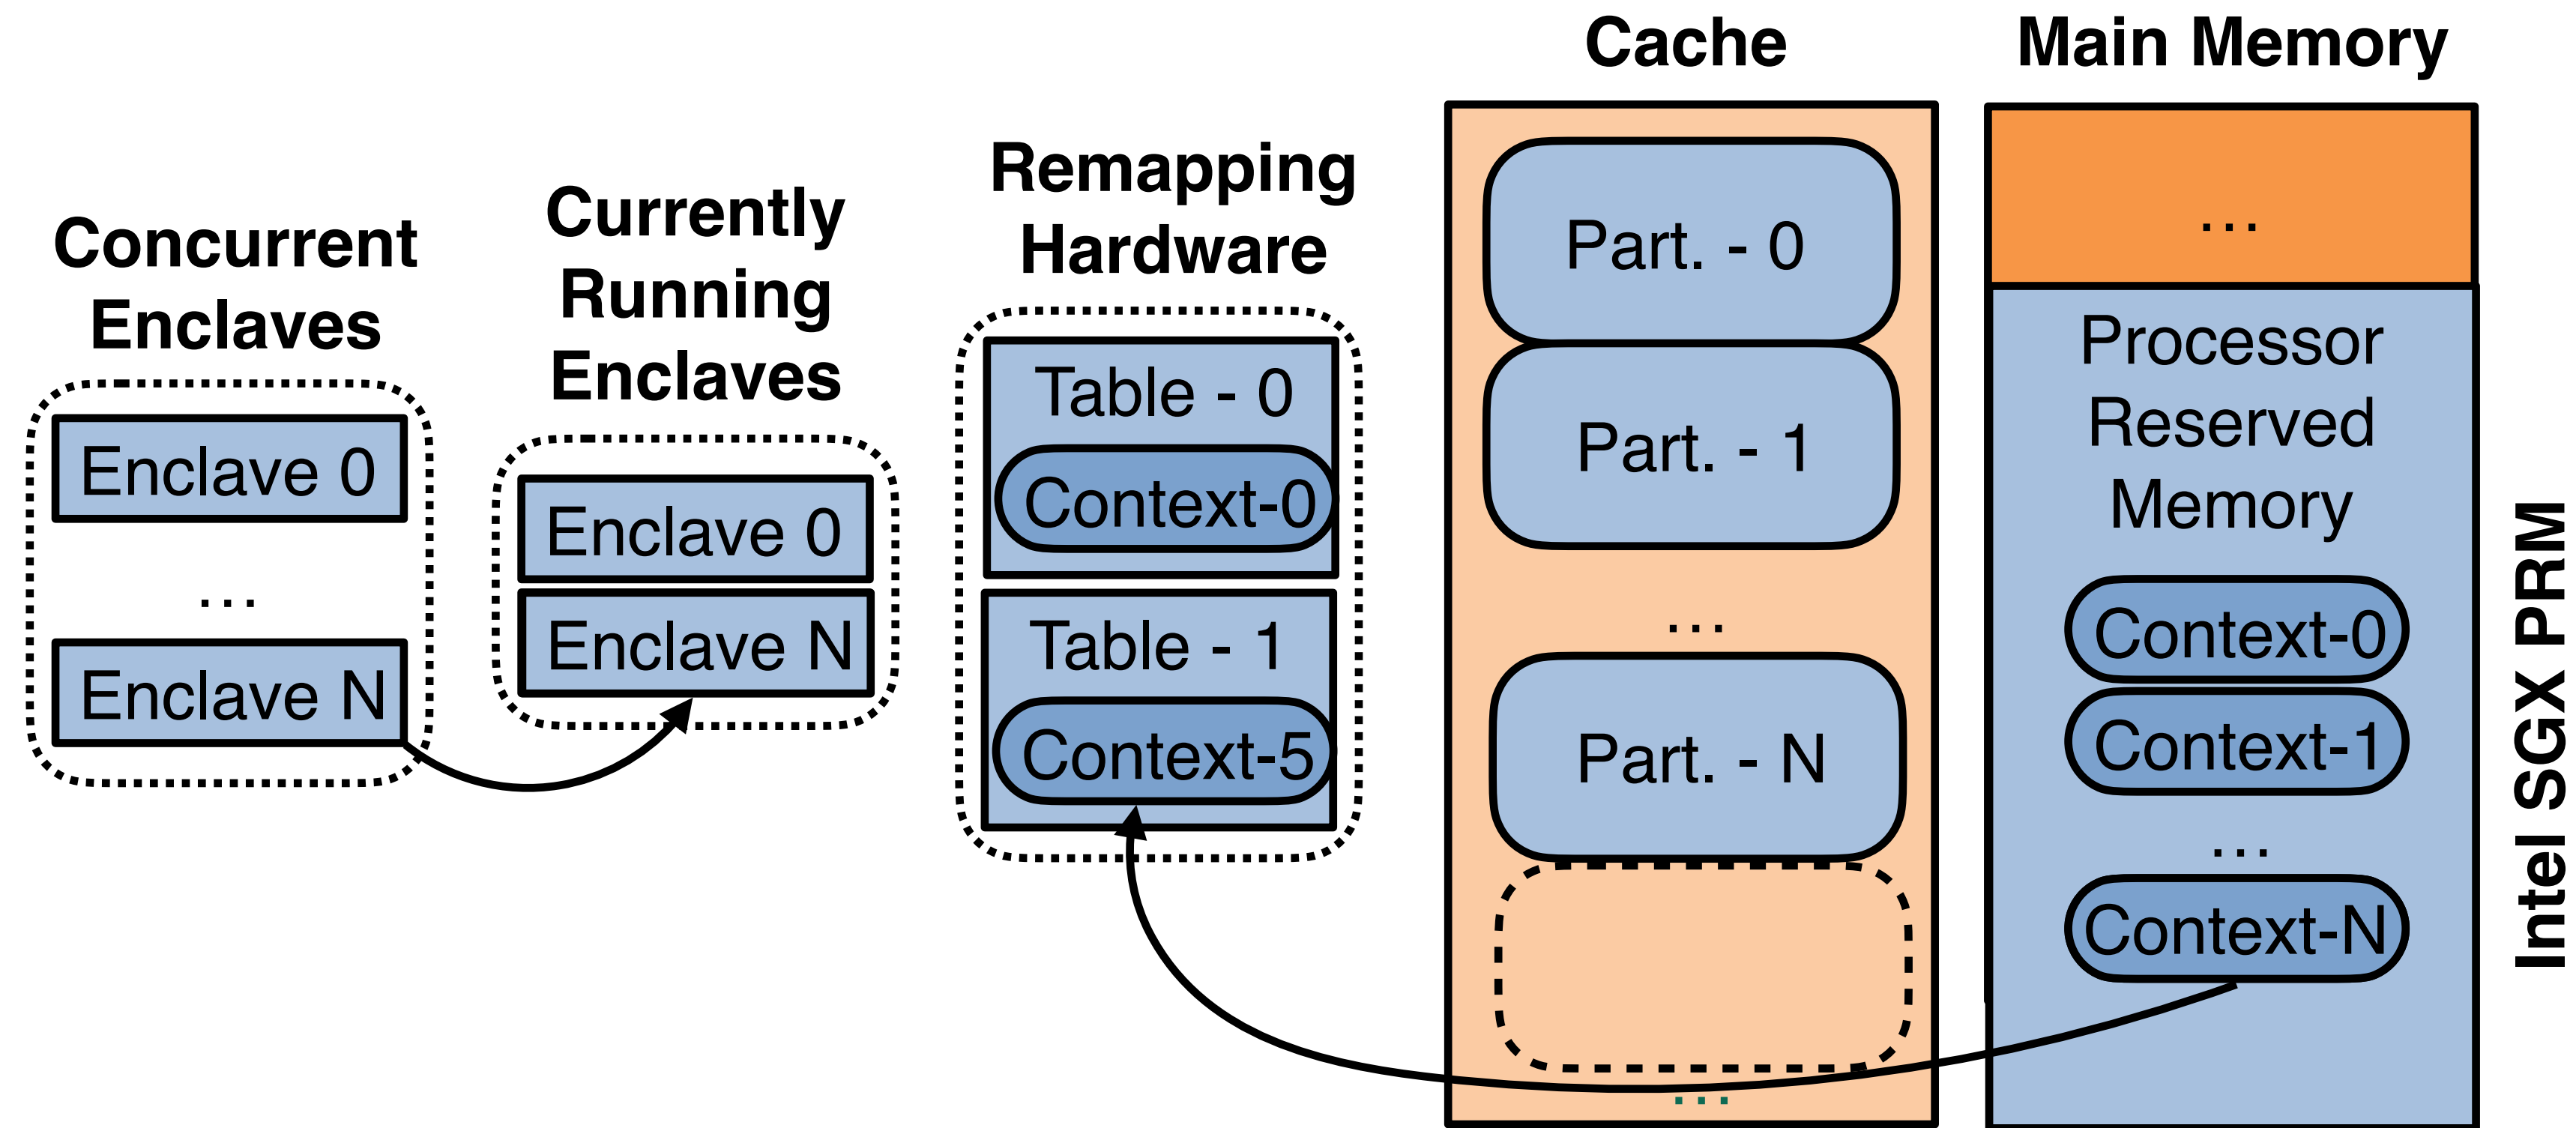 Concurrent
Enclaves
Enclave 0
...
Enclave N
Currently
Running
Enclaves
Enclave 0
Enclave N
Remapping
Hardware
Table - 0
Context-0
Table - 1
Context-5
Cache
Part. - 0
Part. - 1
...
Part. - N
...
Main Memory
...
Processor
Reserved
Memory
Context-0
Context-1
...
Context-N
Intel SGX PRM